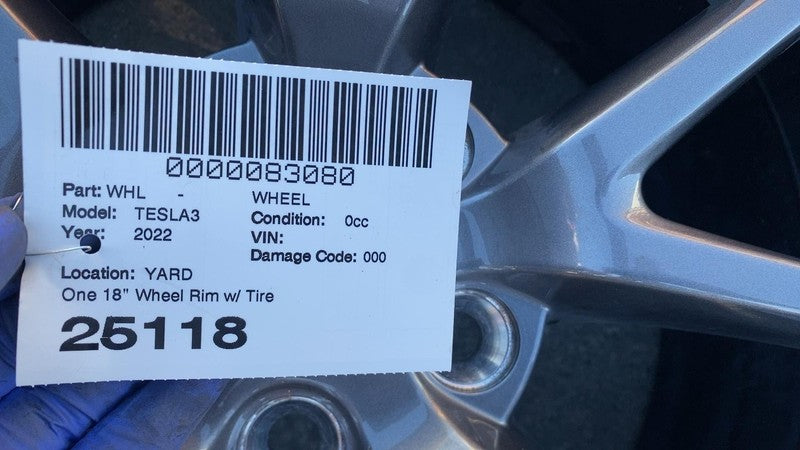 0000083080
Part: WHL - WHEEL
Model: TESLA3 Condition: 0cc
Year: 2022 VIN:
Damage Code: 000
Location: YARD
One 18" Wheel Rim w/ Tire
25118